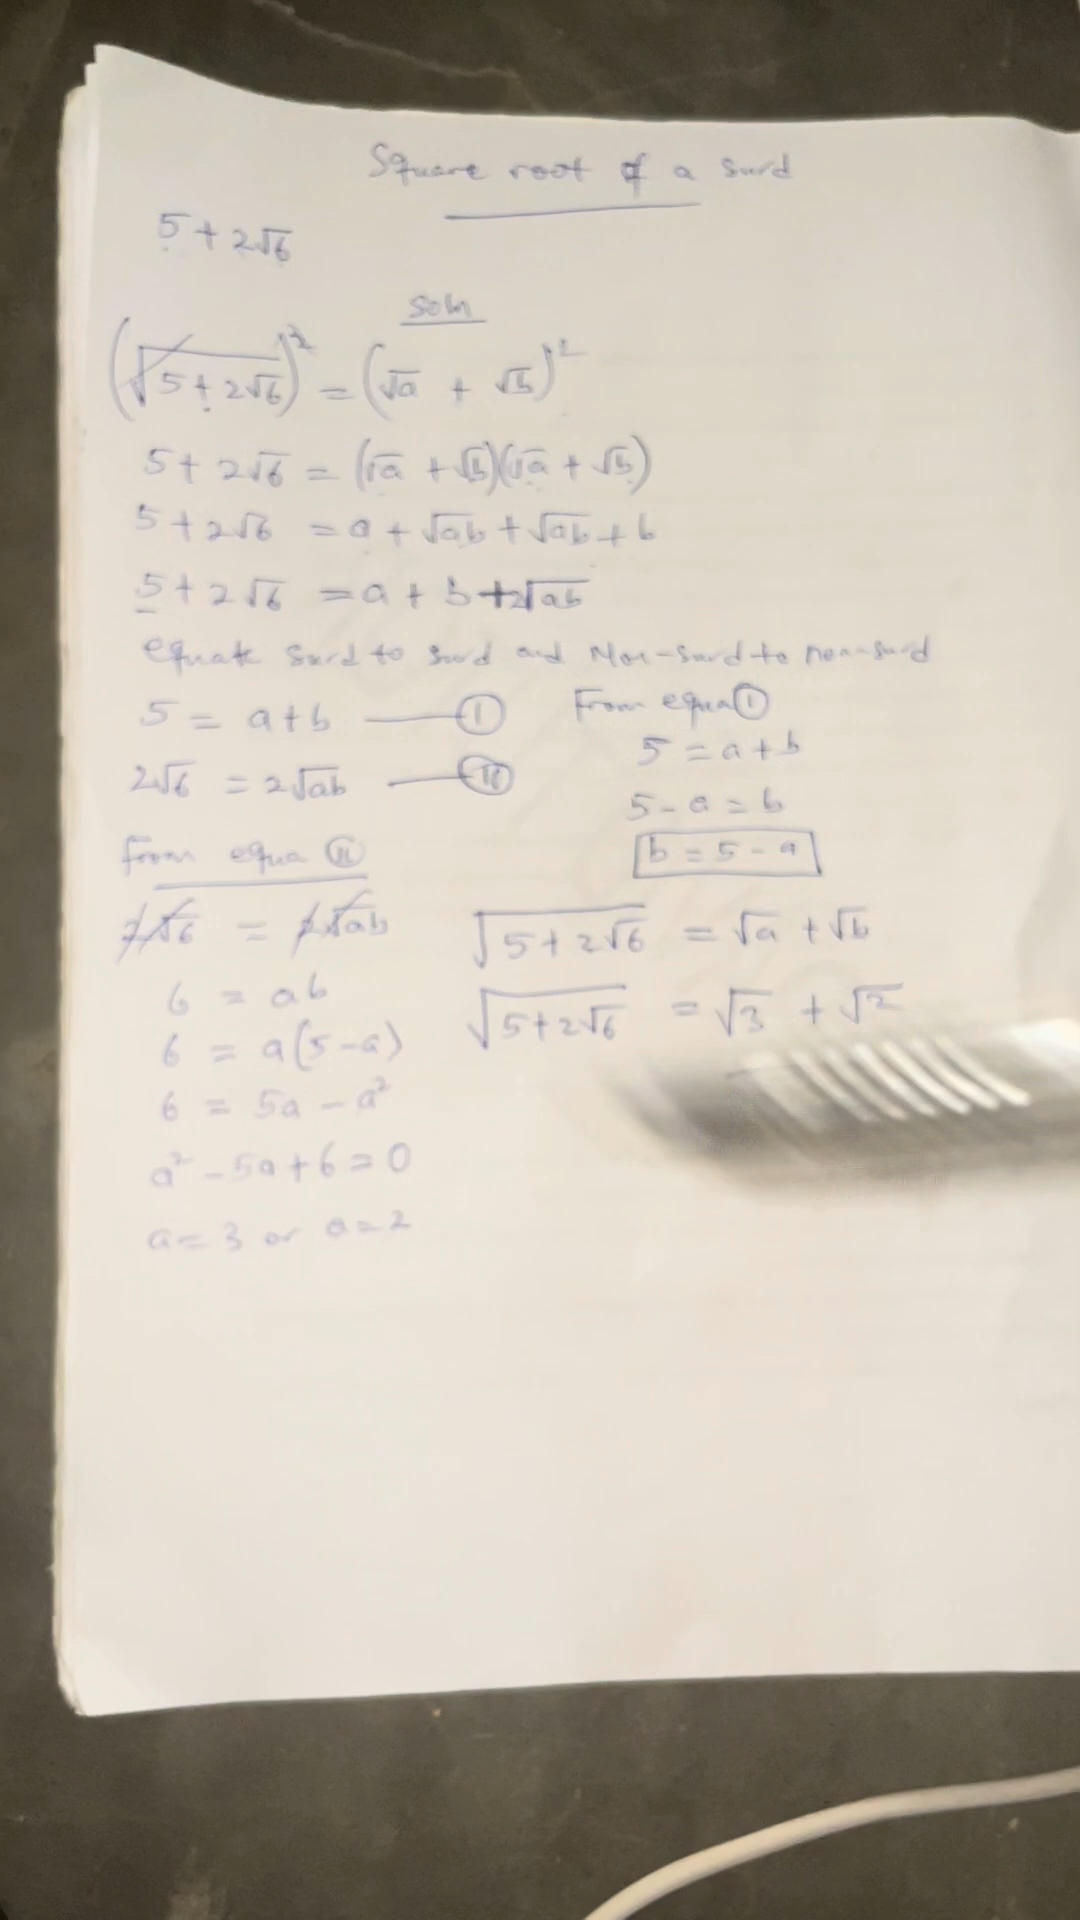 Square root of a Surd
5 + 2√6
Soln
(√(5 + 2√6))² = (√a + √b)²
5 + 2√6 = (√a + √b)(√a + √b)
5 + 2√6 = a + √ab + √ab + b
5 + 2√6 = a + b + 2√ab
equate Surd to Surd and Non-Surd to non-surd
5 = a + b — (i)
2√6 = 2√ab — (ii)
From equa (i)
5 = a + b
5 - a = b
b = 5 - a
From equa (ii)
2√6 = 2√ab
6 = ab
6 = a(5 - a)
6 = 5a - a²
a² - 5a + 6 = 0
a = 3 or a = 2
√(5 + 2√6) = √a + √b
√(5 + 2√6) = √3 + √2